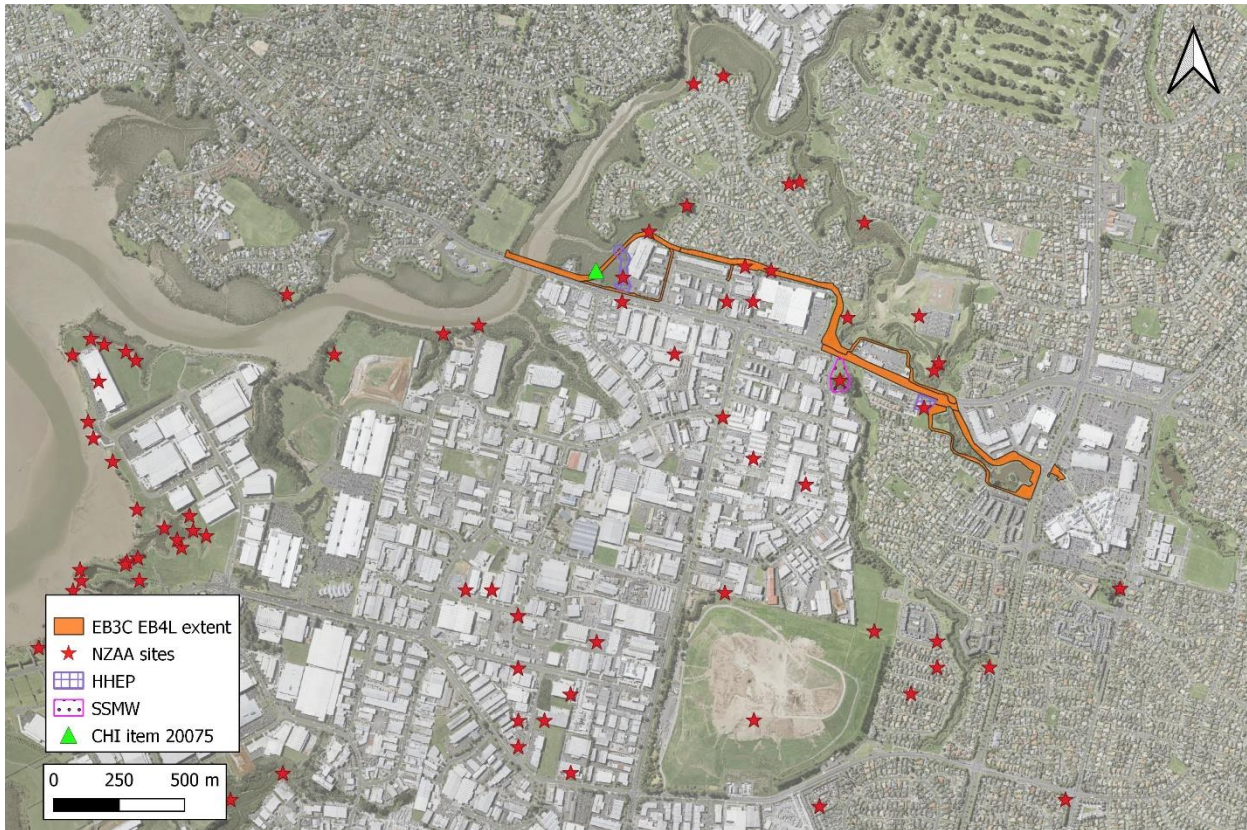 EB3C EB4L extent
NZAA sites
HHEP
SSMW
CHI item 20075
0 250 500 m